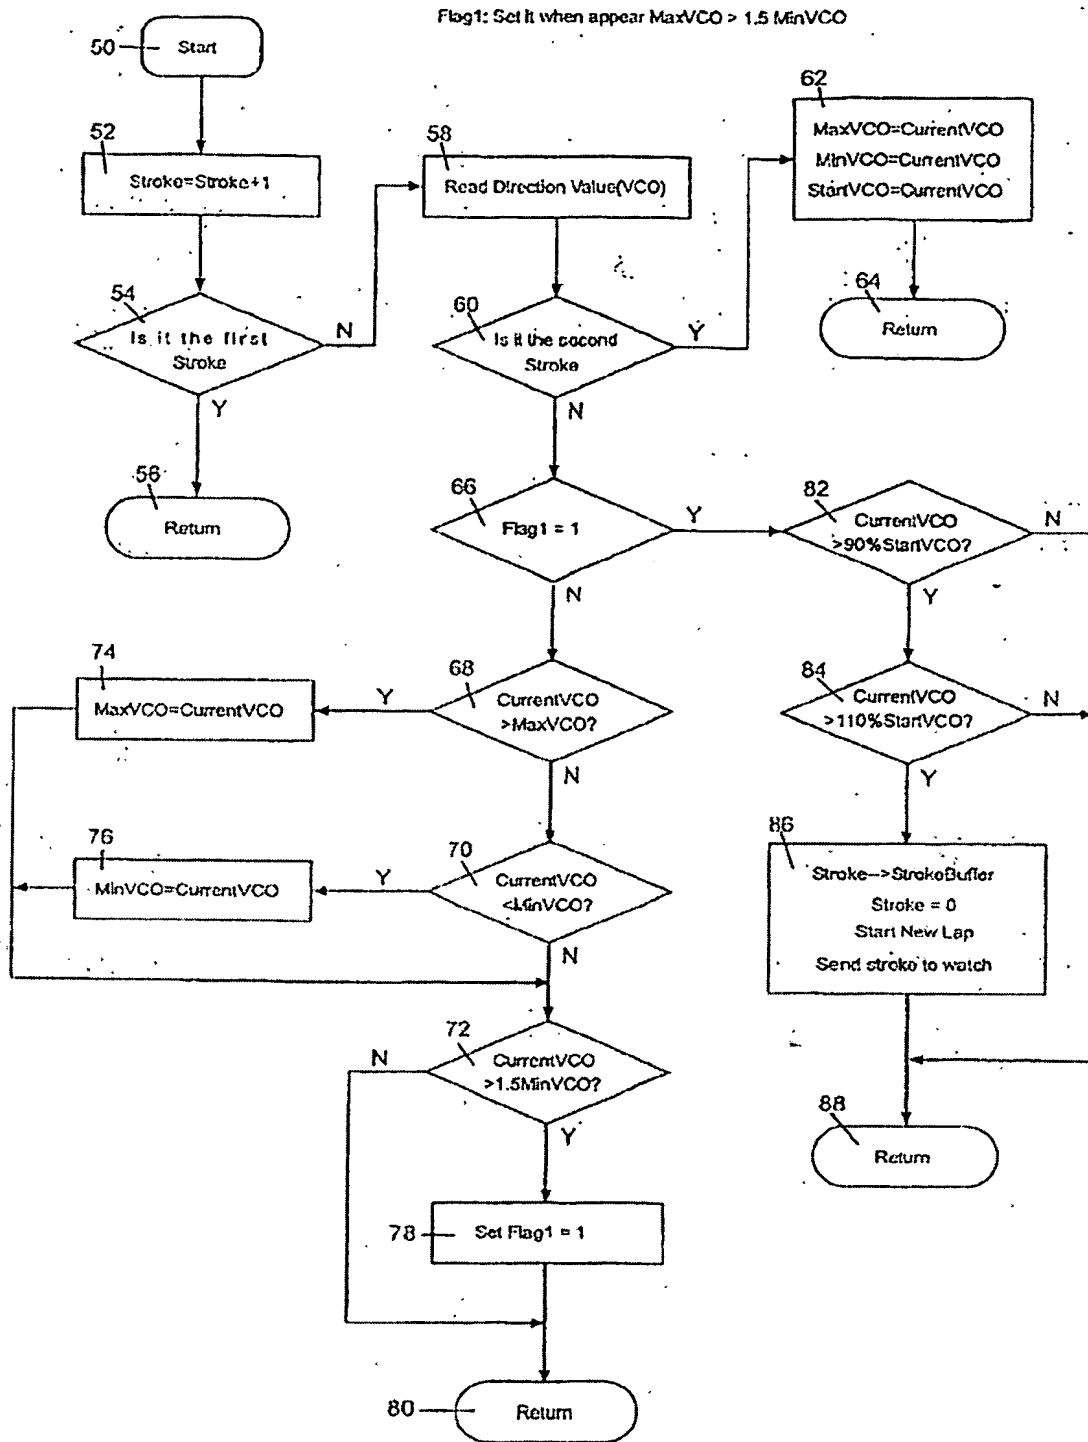 Flag1: Set it when appear MaxVCO > 1.5 MinVCO
50
Start
52
Stroke=Stroke+1
54
Is it the first
Stroke
N
Y
56
Return
58
Read Direction Value(VCO)
60
Is it the second
Stroke
Y
N
62
MaxVCO=CurrentVCO
MinVCO=CurrentVCO
StartVCO=CurrentVCO
64
Return
66
Flag1 = 1
Y
N
82
CurrentVCO
>90%StartVCO?
N
Y
84
CurrentVCO
>110%StartVCO?
N
Y
86
Stroke-->StrokeBuffer
Stroke = 0
Start New Lap
Send stroke to watch
88
Return
68
CurrentVCO
>MaxVCO?
Y
N
74
MaxVCO=CurrentVCO
70
CurrentVCO
<MinVCO?
Y
N
76
MinVCO=CurrentVCO
72
CurrentVCO
>1.5MinVCO?
N
Y
78
Set Flag1 = 1
80
Return